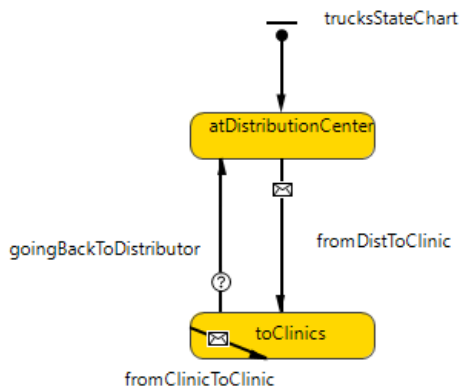 trucksStateChart
atDistributionCenter
fromDistToClinic
goingBackToDistributor
?
toClinics
fromClinicToClinic